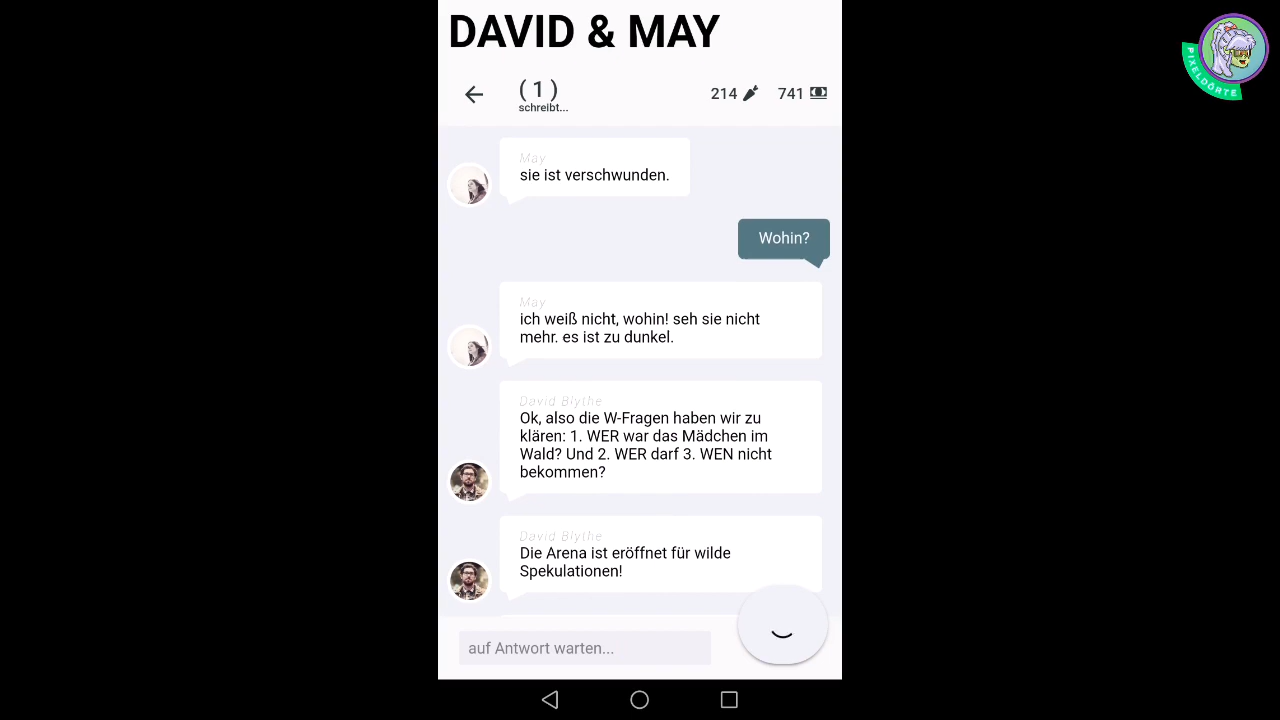 DAVID & MAY
( 1 )
schreibt...
214
741
PIXELDÖRTE
May
sie ist verschwunden.
Wohin?
May
ich weiß nicht, wohin! seh sie nicht
mehr. es ist zu dunkel.
David Blythe
Ok, also die W-Fragen haben wir zu
klären: 1. WER war das Mädchen im
Wald? Und 2. WER darf 3. WEN nicht
bekommen?
David Blythe
Die Arena ist eröffnet für wilde
Spekulationen!
auf Antwort warten...